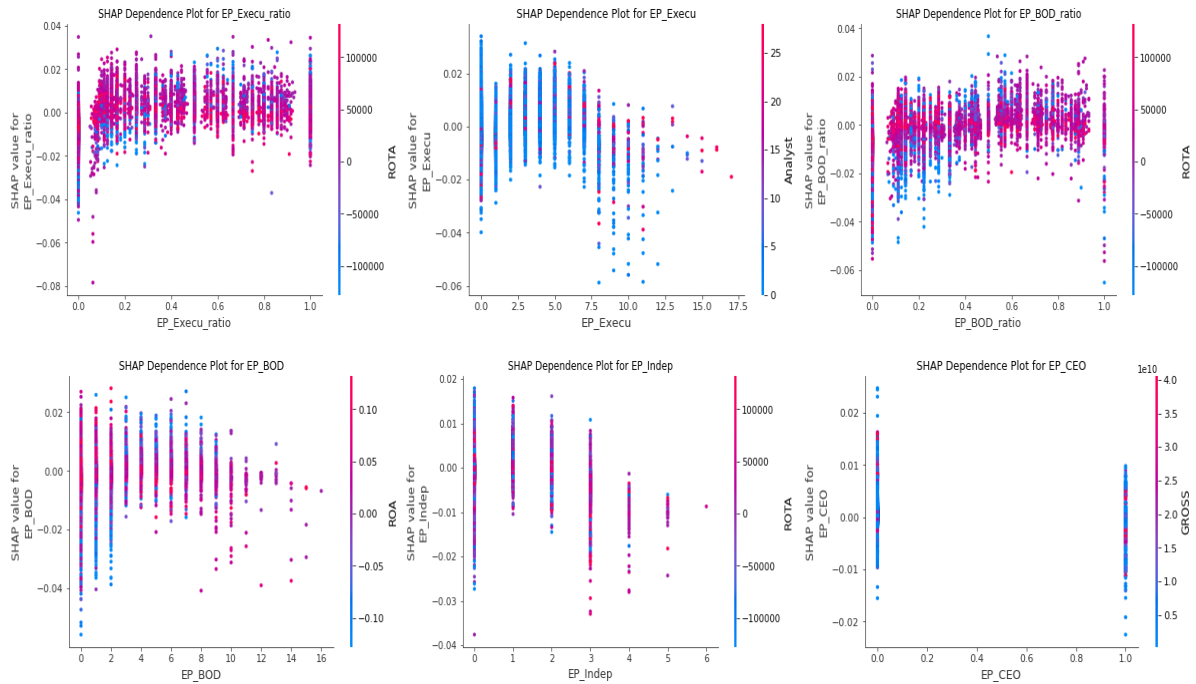 SHAP Dependence Plot for EP_Execu_ratio
0.04
0.02
0.00
−0.02
−0.04
−0.06
−0.08
SHAP value for
EP_Execu_ratio
0.0 0.2 0.4 0.6 0.8 1.0
EP_Execu_ratio
100000
50000
0
−50000
−100000
ROTA
SHAP Dependence Plot for EP_Execu
0.02
0.00
−0.02
−0.04
−0.06
SHAP value for
EP_Execu
0.0 2.5 5.0 7.5 10.0 12.5 15.0 17.5
EP_Execu
25
20
15
10
5
0
Analyst
SHAP Dependence Plot for EP_BOD_ratio
0.04
0.02
0.00
−0.02
−0.04
−0.06
SHAP value for
EP_BOD_ratio
0.0 0.2 0.4 0.6 0.8 1.0
EP_BOD_ratio
100000
50000
0
−50000
−100000
ROTA
SHAP Dependence Plot for EP_BOD
0.02
0.00
−0.02
−0.04
SHAP value for
EP_BOD
0 2 4 6 8 10 12 14 16
EP_BOD
0.10
0.05
0.00
−0.05
−0.10
ROA
SHAP Dependence Plot for EP_Indep
0.02
0.01
0.00
−0.01
−0.02
−0.03
−0.04
SHAP value for
EP_Indep
0 1 2 3 4 5 6
EP_Indep
100000
50000
0
−50000
−100000
ROTA
SHAP Dependence Plot for EP_CEO
0.02
0.01
0.00
−0.01
−0.02
SHAP value for
EP_CEO
0.0 0.2 0.4 0.6 0.8 1.0
EP_CEO
1e10
4.0
3.5
3.0
2.5
2.0
1.5
1.0
0.5
GROSS